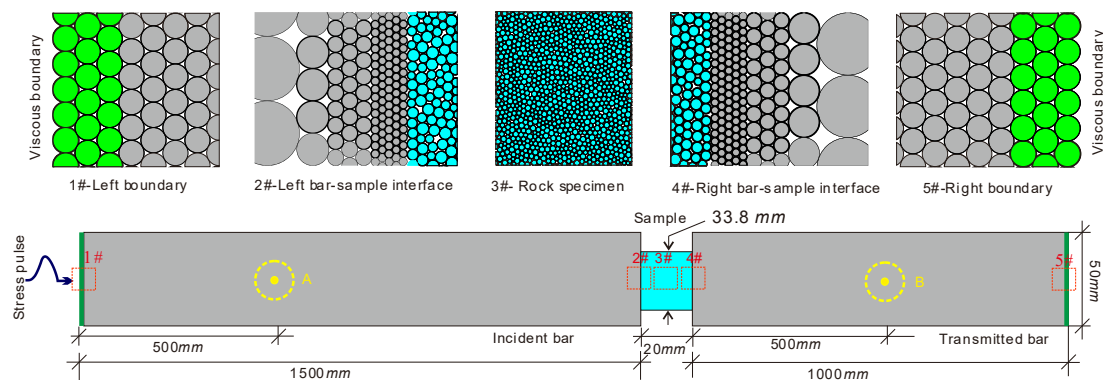 Viscous boundary
Viscous boundary
1#-Left boundary
2#-Left bar-sample interface
3#- Rock specimen
4#-Right bar-sample interface
5#-Right boundary
Sample
33.8 mm
Stress pulse
1#
2#
3#
4#
5#
A
B
50mm
Incident bar
Transmitted bar
500mm
20mm
500mm
1500mm
1000mm